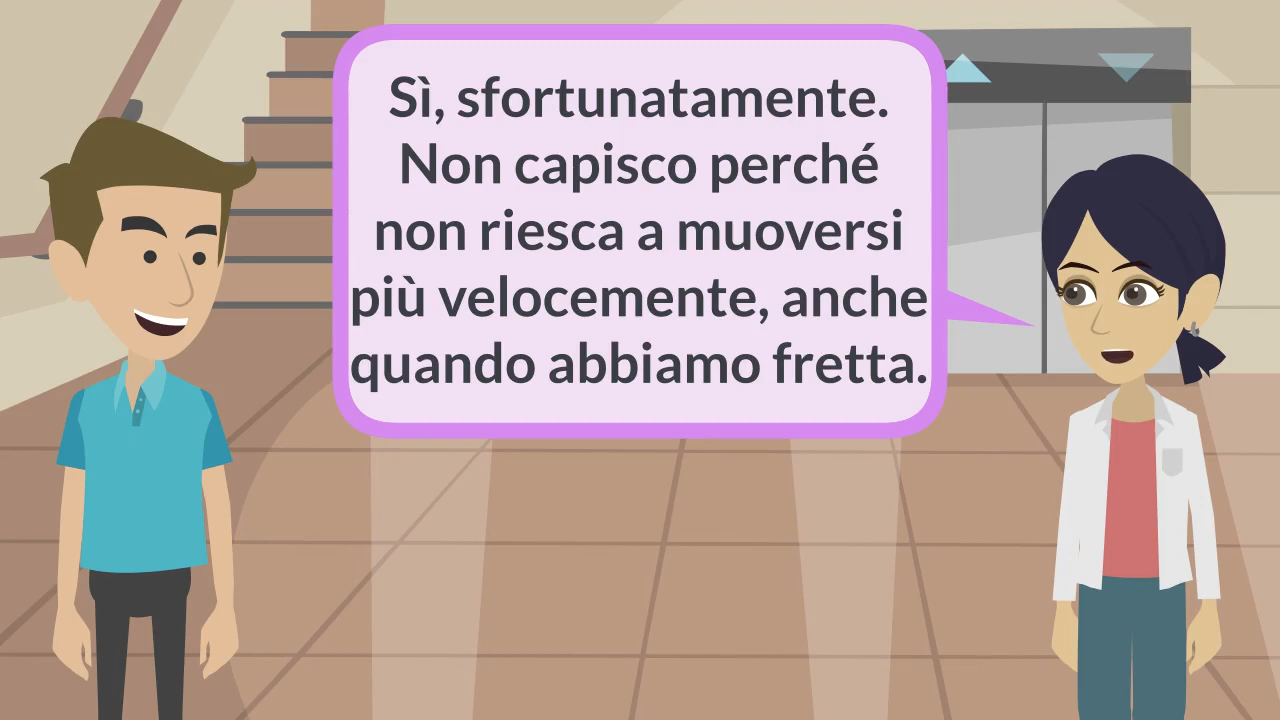 Sì, sfortunatamente.
Non capisco perché
non riesca a muoversi
più velocemente, anche
quando abbiamo fretta.